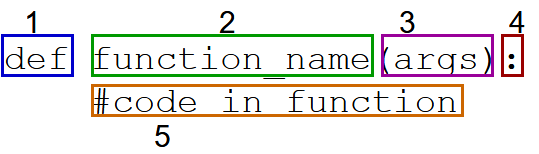 1 2 3 4
def function_name(args):
#code in function
5